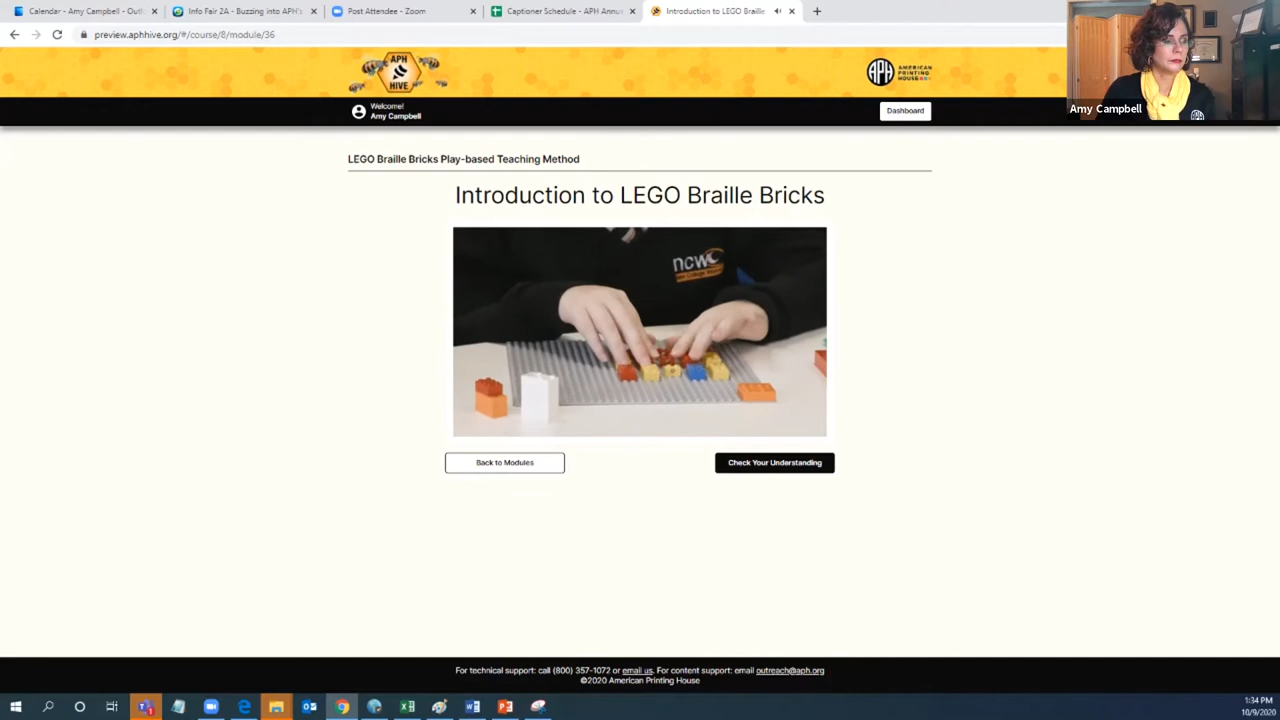 Calendar - Amy Campbell - Outl
Info Fair 2A - Buzzing into APH's
Post Attendee - Zoom
Captioner Schedule - APH Annu
Introduction to LEGO Braille
preview.aphhive.org/#/course/8/module/36
APH
HIVE
APH
AMERICAN
PRINTING
HOUSE
Welcome!
Amy Campbell
Dashboard
Amy Campbell
LEGO Braille Bricks Play-based Teaching Method
Introduction to LEGO Braille Bricks
ncw
Back to Modules
Check Your Understanding
For technical support: call (800) 357-1072 or email us. For content support: email outreach@aph.org
©2020 American Printing House
1:34 PM
10/9/2020